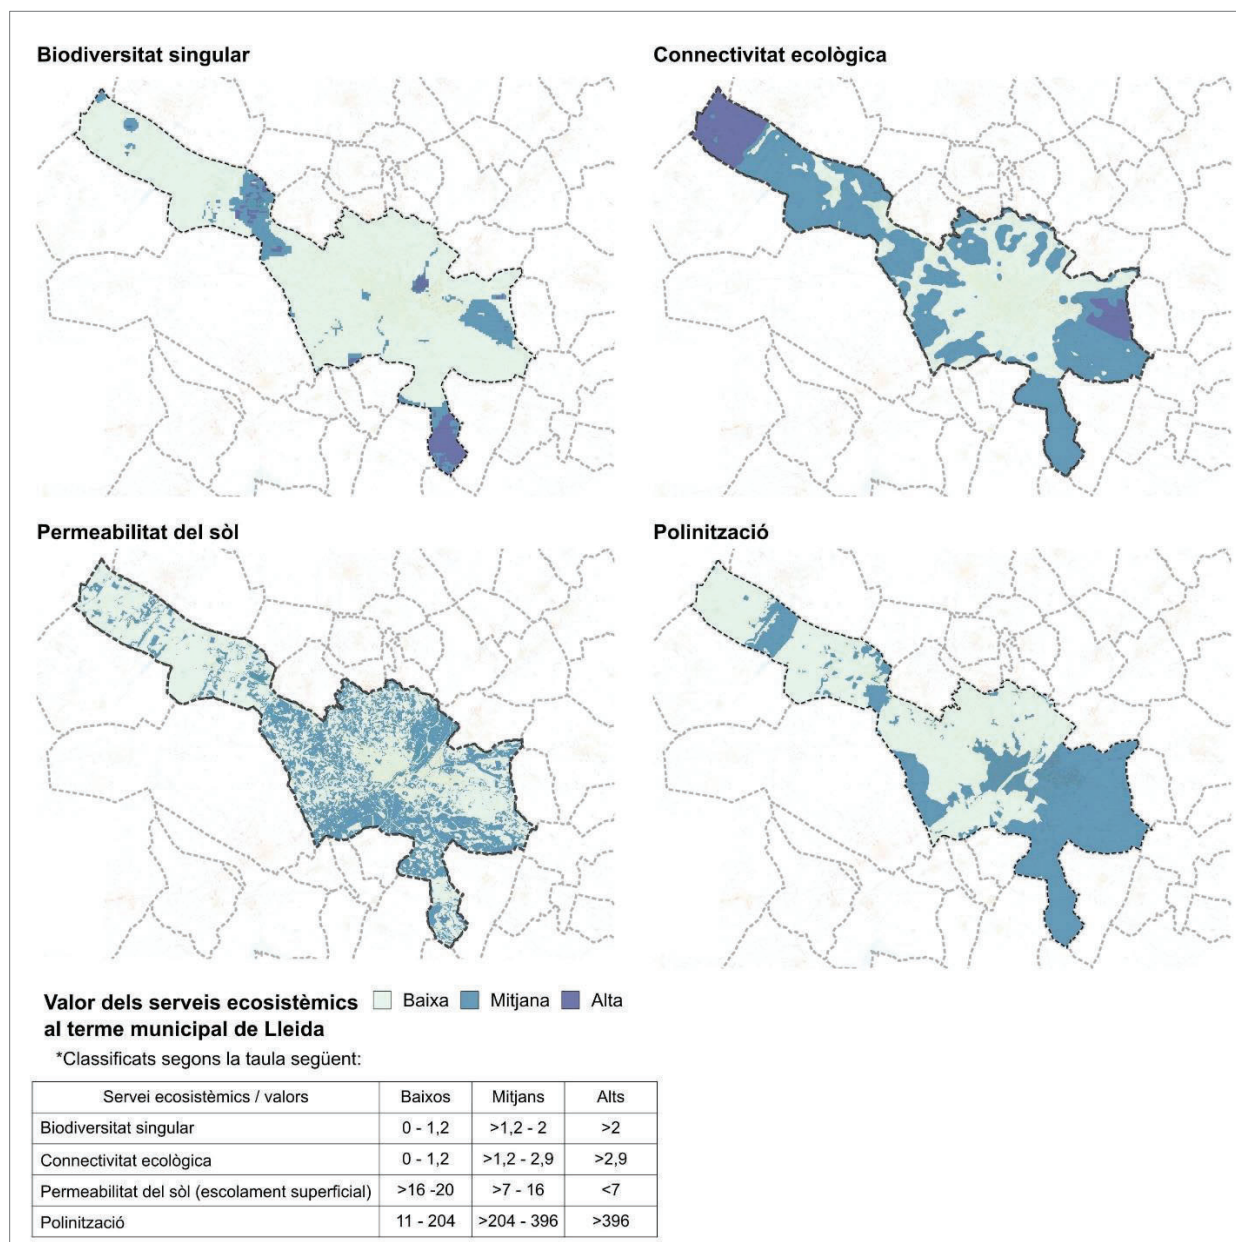 Biodiversitat singular
Connectivitat ecològica
Permeabilitat del sòl
Polinització
Valor dels serveis ecosistèmics
al terme municipal de Lleida
Baixa Mitjana Alta
*Classificats segons la taula següent:
Servei ecosistèmics / valors Baixos Mitjans Alts
Biodiversitat singular 0 - 1,2 >1,2 - 2 >2
Connectivitat ecològica 0 - 1,2 >1,2 - 2,9 >2,9
Permeabilitat del sòl (escolament superficial) >16 -20 >7 - 16 <7
Polinització 11 - 204 >204 - 396 >396